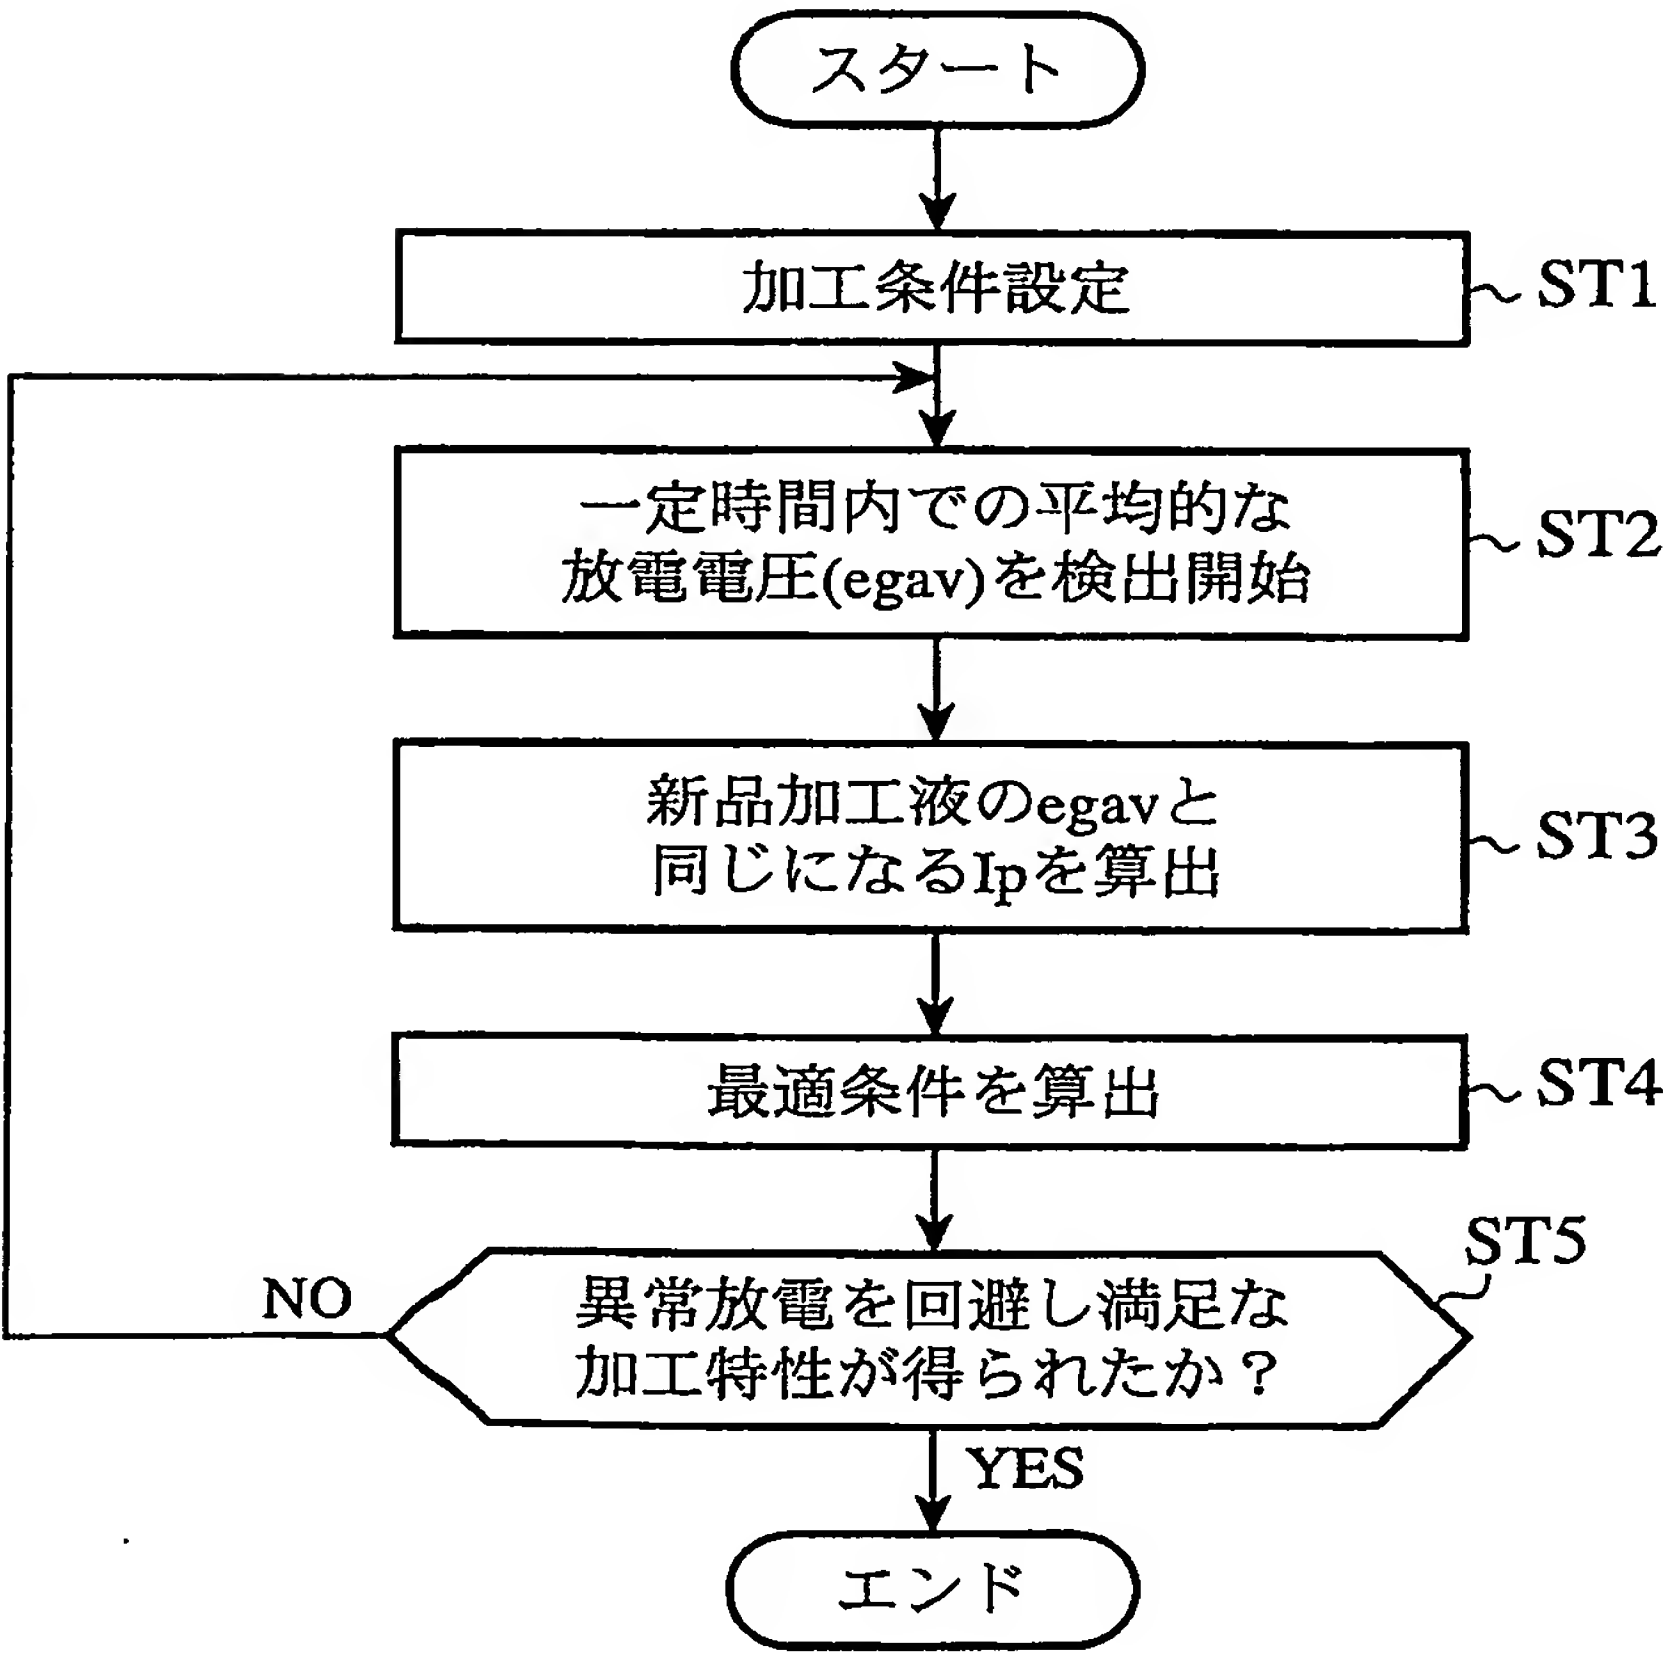 スタート
加工条件設定
ST1
一定時間内での平均的な
放電電圧(egav)を検出開始
ST2
新品加工液のegavと
同じになるIpを算出
ST3
最適条件を算出
ST4
ST5
異常放電を回避し満足な
加工特性が得られたか？
NO
YES
エンド